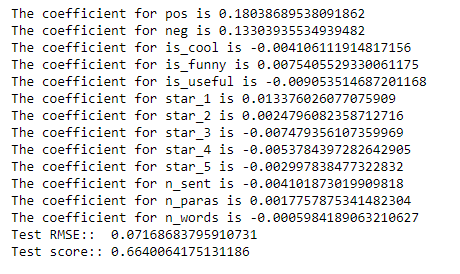 The coefficient for pos is 0.18038689538091862
The coefficient for neg is 0.13303935534939482
The coefficient for is_cool is -0.004106111914817156
The coefficient for is_funny is 0.0075405529330061175
The coefficient for is_useful is -0.009053514687201168
The coefficient for star_1 is 0.013376026077075909
The coefficient for star_2 is 0.0024796082358712716
The coefficient for star_3 is -0.007479356107359969
The coefficient for star_4 is -0.0053784397282642905
The coefficient for star_5 is -0.002997838477322832
The coefficient for n_sent is -0.004101873019909818
The coefficient for n_paras is 0.0017757875341482304
The coefficient for n_words is -0.0005984189063210627
Test RMSE::  0.07168683795910731
Test score:: 0.6640064175131186